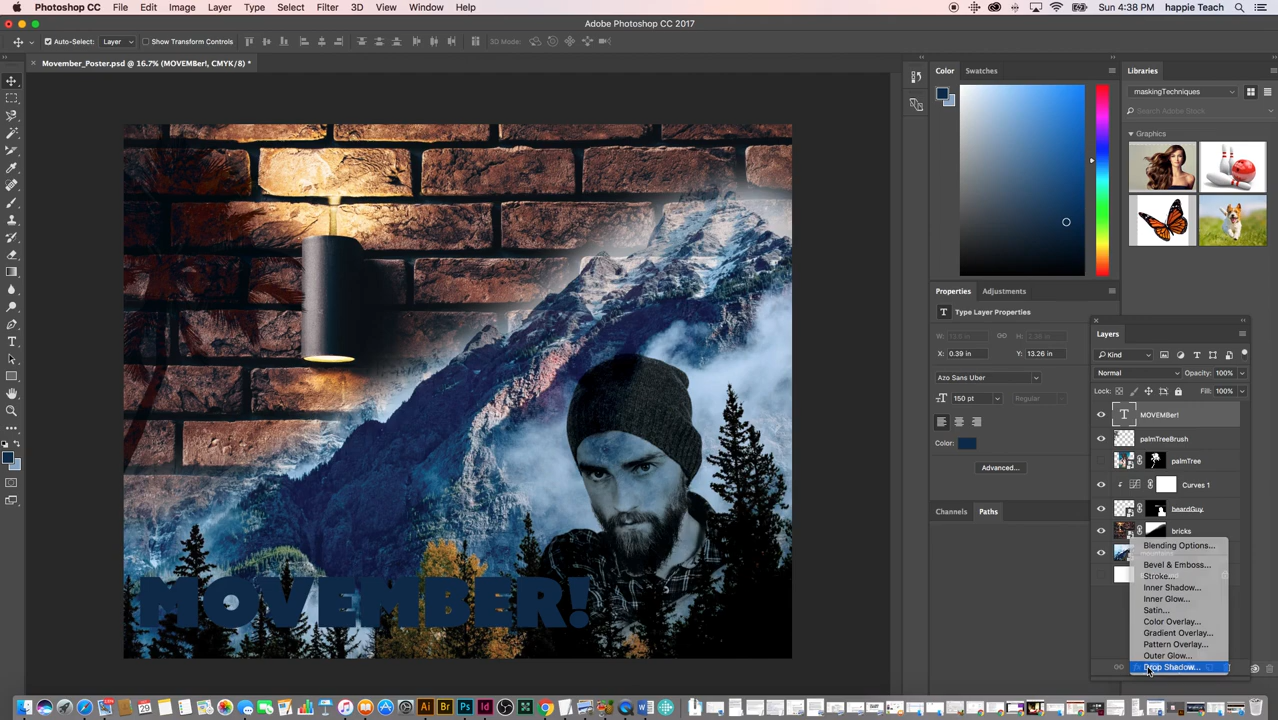 Photoshop CC File Edit Image Layer Type Select Filter 3D View Window Help Sun 4:38 PM happie Teach
Adobe Photoshop CC 2017
Auto-Select: Layer Show Transform Controls 3D Mode:
Movember_Poster.psd @ 16.7% (MOVEMBer!, CMYK/8) *
Color Swatches
Libraries
maskingTechniques
Search Adobe Stock
Graphics
Properties Adjustments
Type Layer Properties
W: H:
X: 0.39 in Y: 13.26 in
Azo Sans Uber
150 pt Regular
Color:
Advanced...
Channels Paths
Layers
Kind
Normal Opacity: 100%
Lock: Fill: 100%
MOVEMBer!
palmTreeBrush
palmTree
Curves 1
beardGuy
bricks
Blending Options...
Bevel & Emboss...
Stroke...
Inner Shadow...
Inner Glow...
Satin...
Color Overlay...
Gradient Overlay...
Pattern Overlay...
Outer Glow...
Drop Shadow...
MOVEMBER!